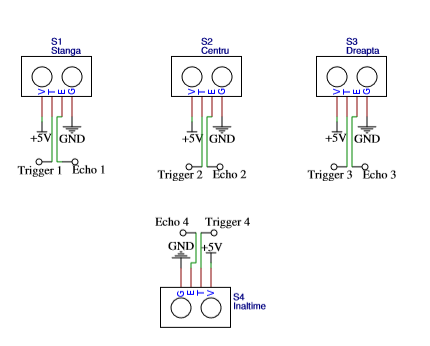 S1
Stanga
V T E G
+5V GND
Trigger 1 Echo 1
S2
Centru
V T E G
+5V GND
Trigger 2 Echo 2
S3
Dreapta
V T E G
+5V GND
Trigger 3 Echo 3
Echo 4 Trigger 4
GND +5V
G E T V
S4
Inaltime